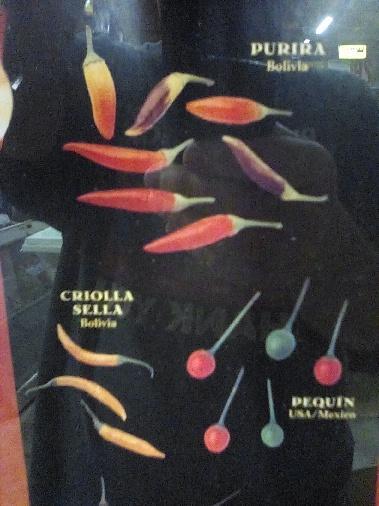 PURIRA
Bolivia
CRIOLLA
SELLA
Bolivia
PEQUIN
USA/Mexico